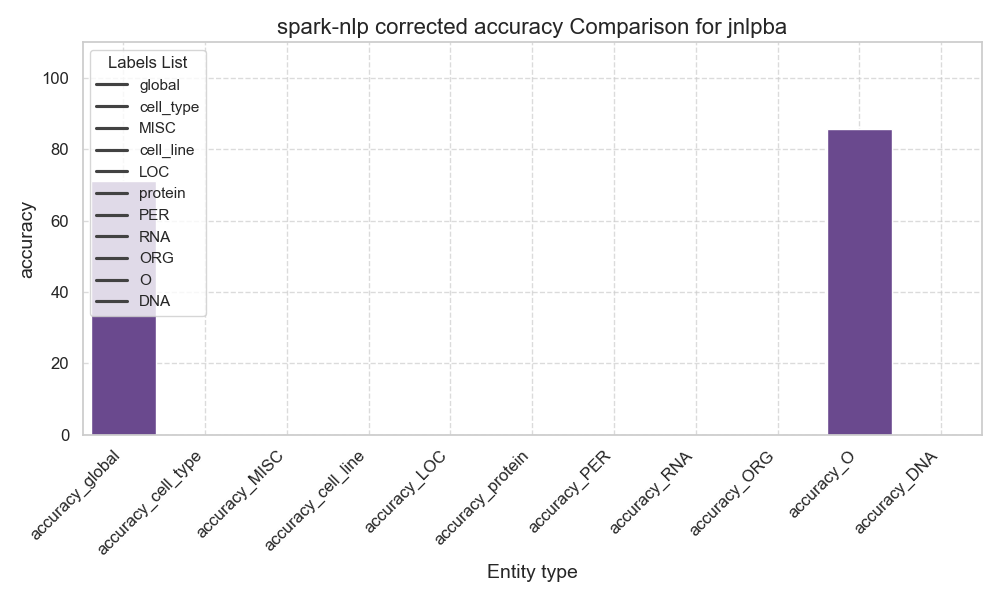 spark-nlp corrected accuracy Comparison for jnlpba
Labels List
global
cell_type
MISC
cell_line
LOC
protein
PER
RNA
ORG
O
DNA
accuracy
100
80
60
40
20
0
accuracy_global
accuracy_cell_type
accuracy_MISC
accuracy_cell_line
accuracy_LOC
accuracy_protein
accuracy_PER
accuracy_RNA
accuracy_ORG
accuracy_O
accuracy_DNA
Entity type